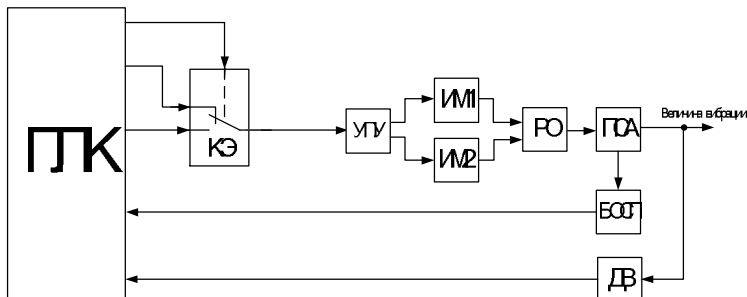 ПЛК
КЭ
УПУ
ИМ1
ИМ2
РО
ПСА
Величина вибрации
БОСП
ДВ